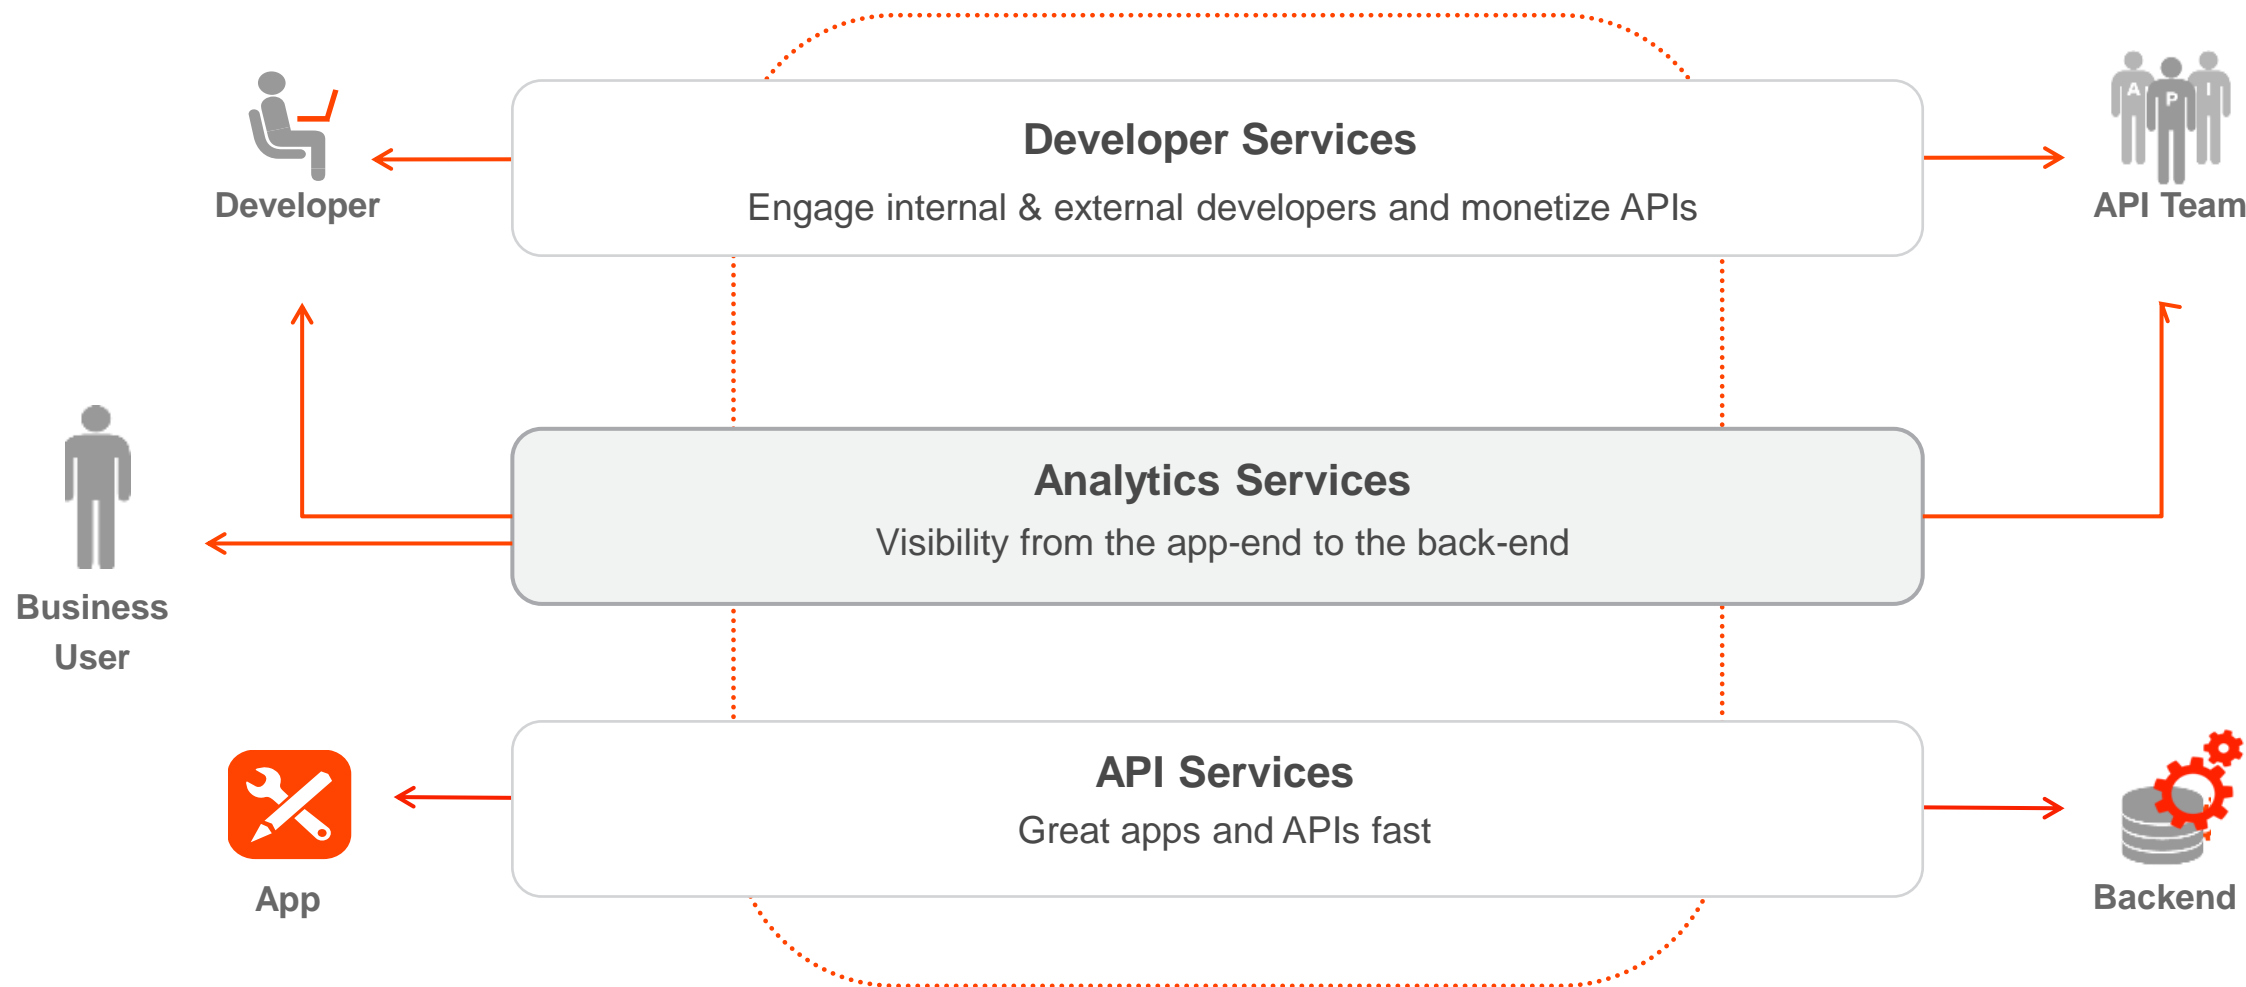 Developer Services
Engage internal & external developers and monetize APIs
Developer
A P I
API Team
Analytics Services
Visibility from the app-end to the back-end
Business
User
API Services
Great apps and APIs fast
App
Backend